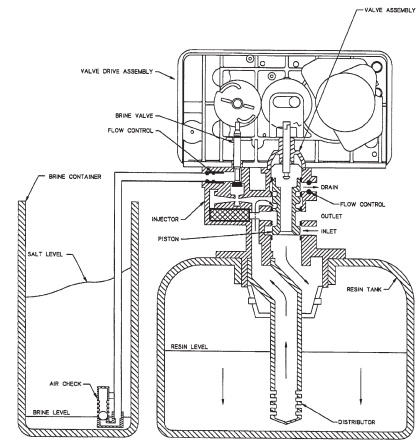 VALVE ASSEMBLY
VALVE DRIVE ASSEMBLY
BRINE VALVE
FLOW CONTROL
BRINE CONTAINER
DRAIN
INJECTOR
FLOW CONTROL
OUTLET
PISTON
INLET
SALT LEVEL
RESIN TANK
RESIN LEVEL
AIR CHECK
BRINE LEVEL
DISTRIBUTOR